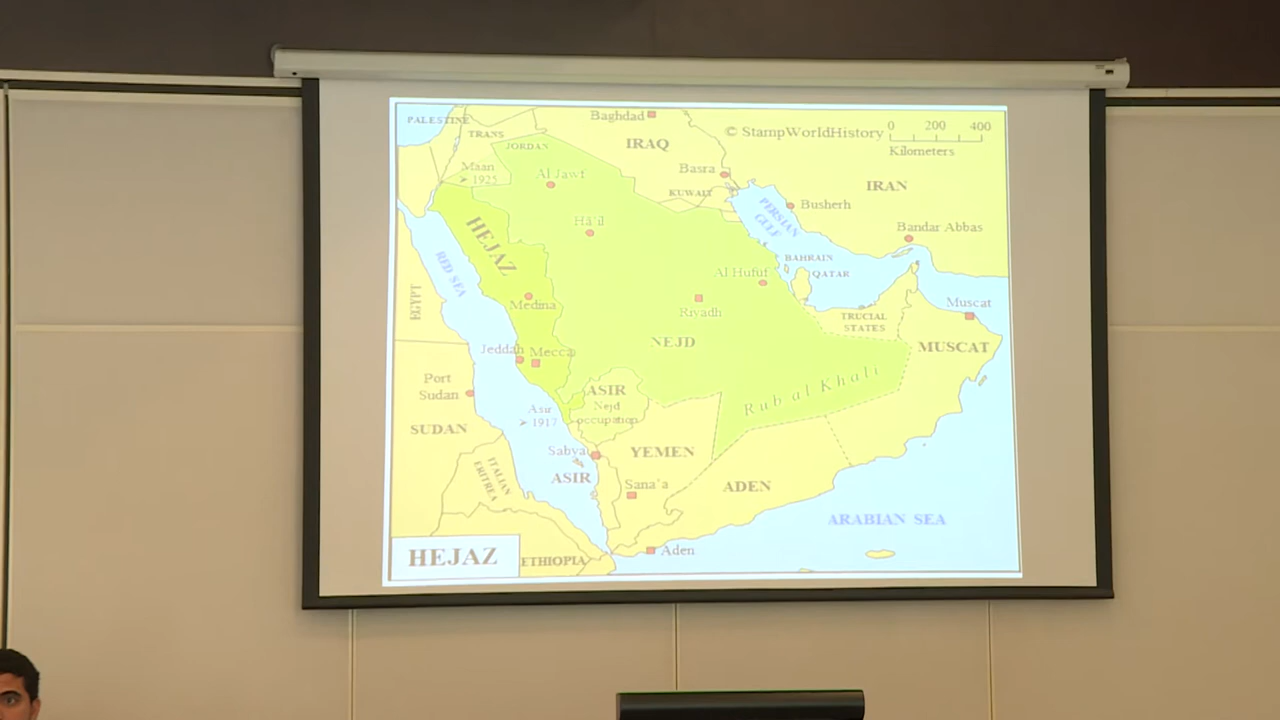 PALESTINE
TRANS
JORDAN
Maan
➤ 1925
Baghdad
IRAQ
Basra
KUWAIT
© StampWorldHistory
0 200 400
Kilometers
IRAN
Al Jawf
Hā'il
HEJAZ
RED SEA
EGYPT
Medina
Jeddah
Mecca
PERSIAN
GULF
Busherh
Bandar Abbas
BAHRAIN
QATAR
Al Hufuf
Riyadh
NEJD
TRUCIAL
STATES
Muscat
MUSCAT
Rub al Khali
Port
Sudan
SUDAN
Asir
➤ 1917
ASIR
Nejd
occupation
Sabya
ASIR
YEMEN
Sana'a
ADEN
ITALIAN
ERITREA
ARABIAN SEA
HEJAZ
ETHIOPIA
Aden